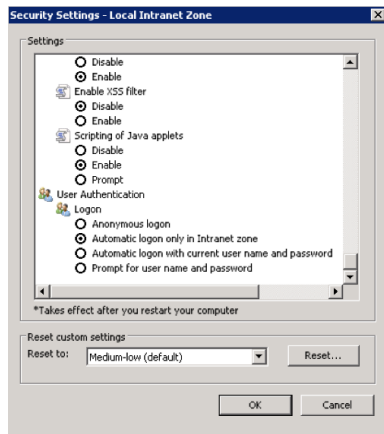 Security Settings - Local Intranet Zone
Settings
Disable
Enable
Enable XSS filter
Disable
Enable
Scripting of Java applets
Disable
Enable
Prompt
User Authentication
Logon
Anonymous logon
Automatic logon only in Intranet zone
Automatic logon with current user name and password
Prompt for user name and password
*Takes effect after you restart your computer
Reset custom settings
Reset to:
Medium-low (default)
Reset...
OK
Cancel